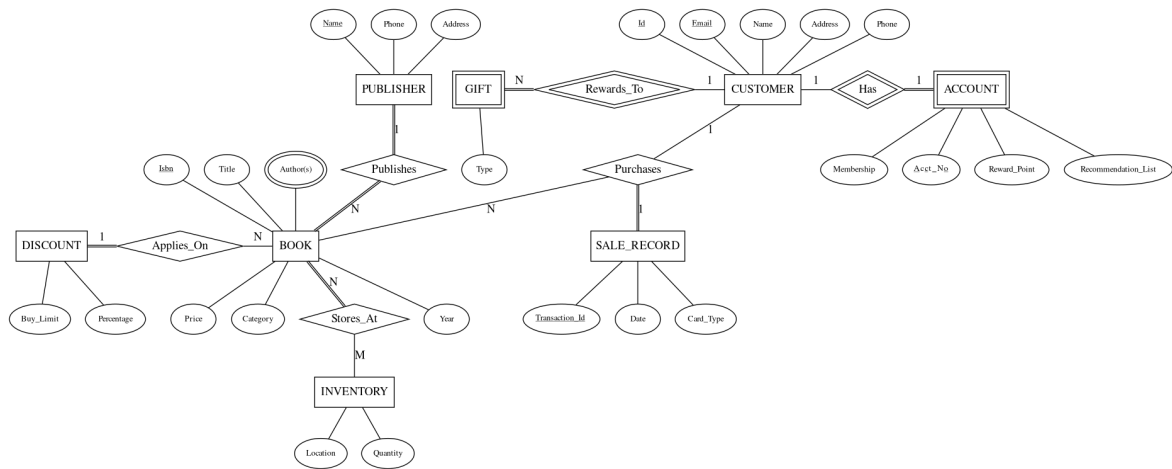 Name
Phone
Address
Id
Email
Name
Address
Phone
PUBLISHER
GIFT
N
Rewards_To
1
CUSTOMER
1
Has
1
ACCOUNT
1
1
Isbn
Title
Author(s)
Publishes
Type
Purchases
Membership
Acct_No
Reward_Point
Recommendation_List
N
N
1
DISCOUNT
1
Applies_On
N
BOOK
SALE_RECORD
N
Buy_Limit
Percentage
Price
Category
Stores_At
Year
Transaction_Id
Date
Card_Type
M
INVENTORY
Location
Quantity